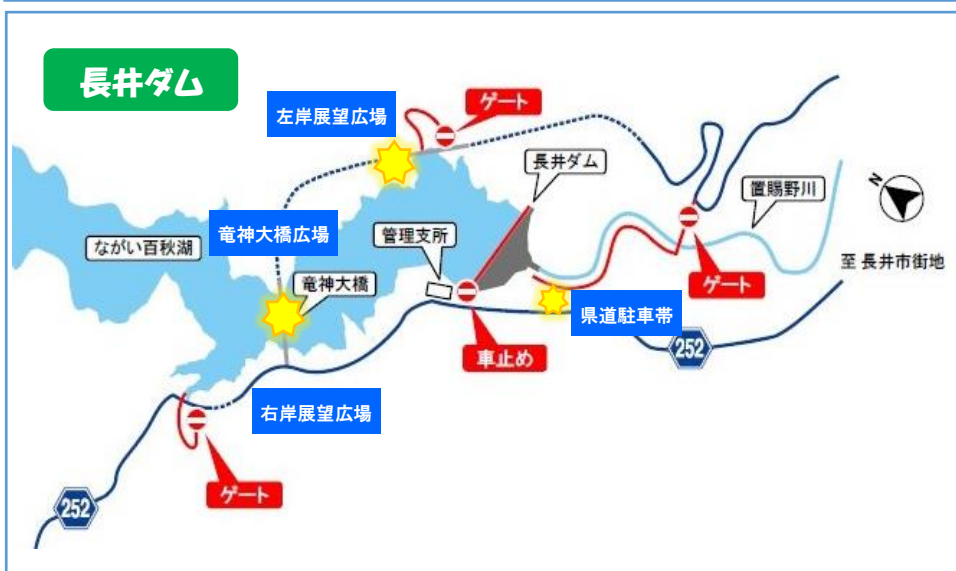 長井ダム
左岸展望広場
ゲート
長井ダム
置賜野川
N
竜神大橋広場
管理支所
ながい百秋湖
至 長井市街地
竜神大橋
ゲート
県道駐車帯
252
車止め
右岸展望広場
ゲート
252